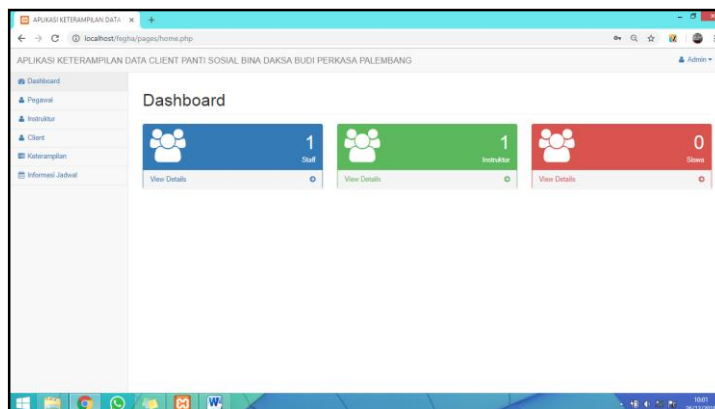 APLIKASI KETERAMPILAN DATA
localhost/fegha/pages/home.php
APLIKASI KETERAMPILAN DATA CLIENT PANTI SOSIAL BINA DAKSA BUDI PERKASA PALEMBANG
Admin
Dashboard
Pegawai
Instruktur
Client
Keterampilan
Informasi Jadwal
Dashboard
1
Staff
View Details
1
Instruktur
View Details
0
Siswa
View Details
10:01